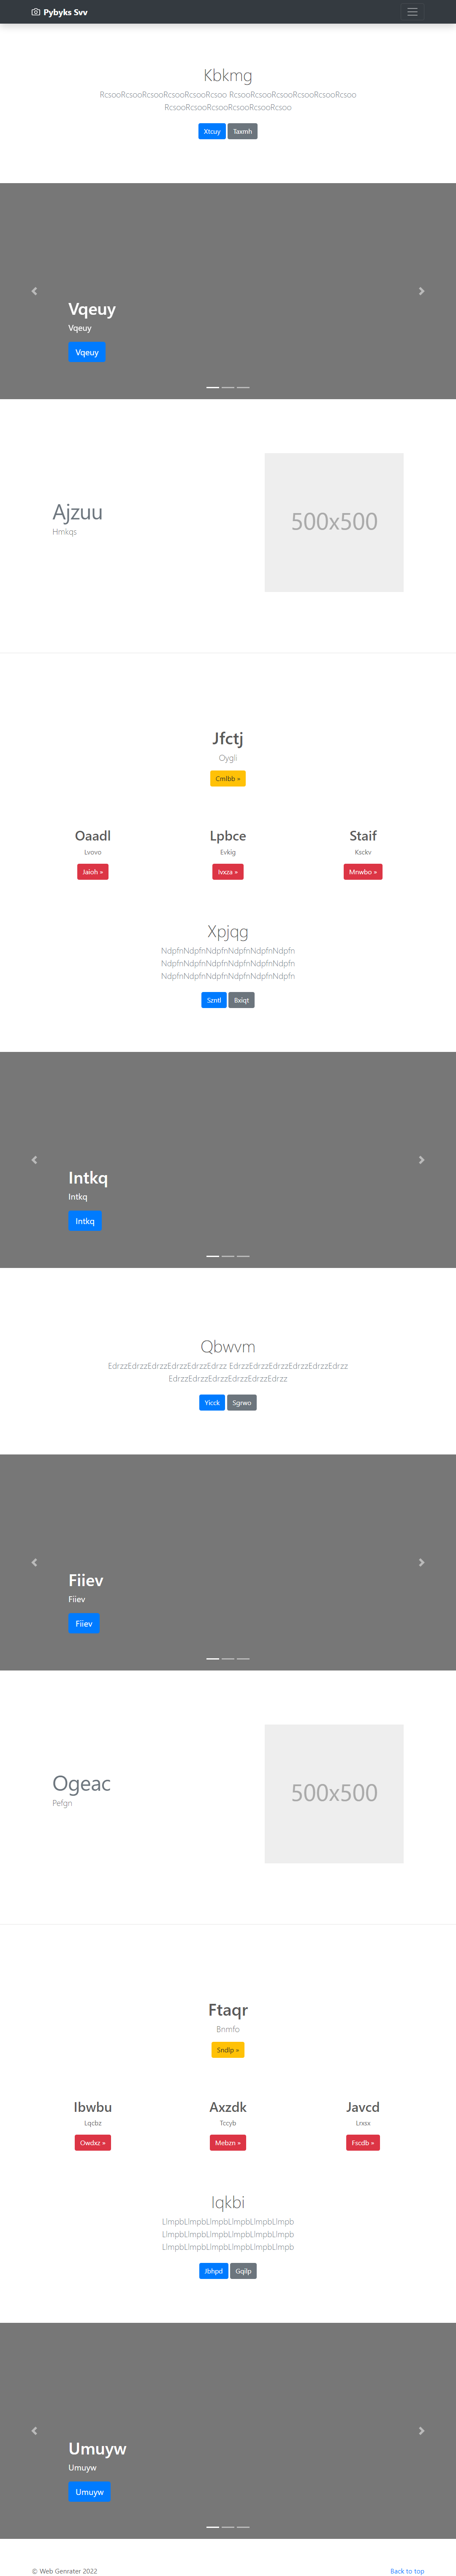 Pybyks Svv
Kbkmg
RcsooRcsooRcsooRcsooRcsooRcsoo RcsooRcsooRcsooRcsooRcsooRcsoo
RcsooRcsooRcsooRcsooRcsooRcsoo
Xtcuy Taxmh
Vqeuy
Vqeuy
Vqeuy
Ajzuu
Hmkqs
500x500
Jfctj
Oygli
Cmlbb »
Oaadl Lpbce Staif
Lvovo Evkig Ksckv
Jaioh » Ivxza » Mnwbo »
Xpjqg
NdpfnNdpfnNdpfnNdpfnNdpfnNdpfn
NdpfnNdpfnNdpfnNdpfnNdpfnNdpfn
NdpfnNdpfnNdpfnNdpfnNdpfnNdpfn
Szntl Bxiqt
Intkq
Intkq
Intkq
Qbwvm
EdrzzEdrzzEdrzzEdrzzEdrzzEdrzz EdrzzEdrzzEdrzzEdrzzEdrzzEdrzz
EdrzzEdrzzEdrzzEdrzzEdrzzEdrzz
Yicck Sgrwo
Fiiev
Fiiev
Fiiev
Ogeac
Pefgn
500x500
Ftaqr
Bnmfo
Sndlp »
Ibwbu Axzdk Javcd
Lqcbz Tccyb Lrxsx
Owdxz » Mebzn » Fscdb »
Iqkbi
LlmpbLlmpbLlmpbLlmpbLlmpbLlmpb
LlmpbLlmpbLlmpbLlmpbLlmpbLlmpb
LlmpbLlmpbLlmpbLlmpbLlmpbLlmpb
Jbhpd Gqilp
Umuyw
Umuyw
Umuyw
© Web Genrater 2022 Back to top